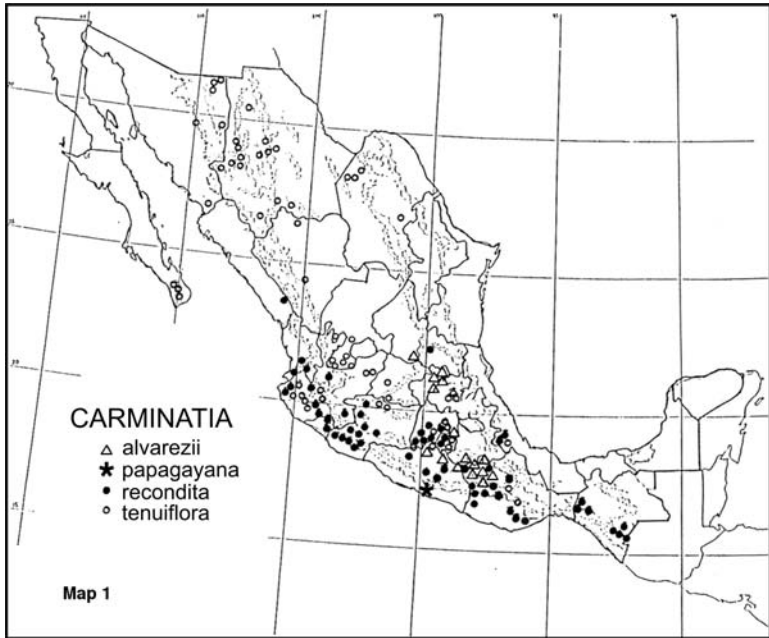 CARMINATIA
alvarezii
papagayana
recondita
tenuiflora
Map 1